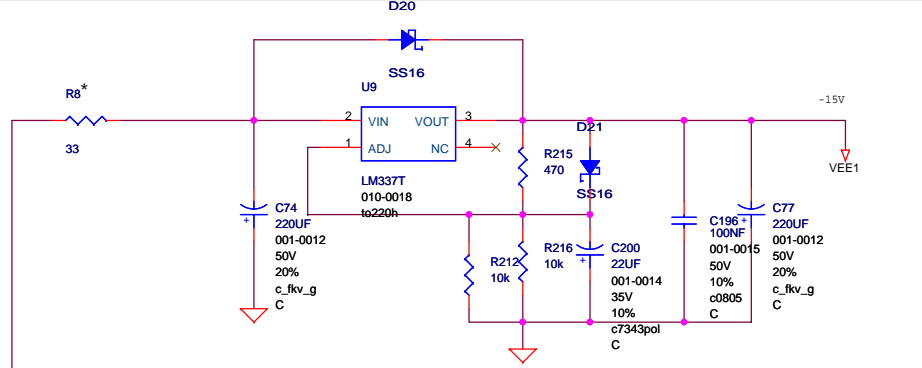 D20
SS16
R8*
33
U9
2
VIN
VOUT
3
1
ADJ
NC
4
LM337T
010-0018
to220h
-15V
VEE1
D21
SS16
R215
470
C74
220UF
001-0012
50V
20%
c_fkv_g
C
+
R212
10k
R216
10k
C200
22UF
001-0014
35V
10%
c7343pol
C
+
C196
100NF
001-0015
50V
10%
c0805
C
C77
220UF
001-0012
50V
20%
c_fkv_g
C
+